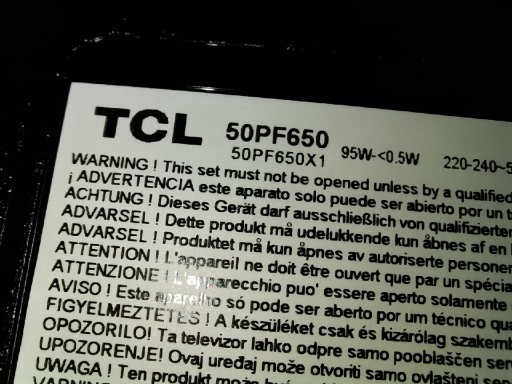 TCL 50PF650 95W-<0.5W 220-240~5
50PF650X1
WARNING ! This set must not be opened unless by a qualified
¡ ADVERTENCIA este aparato solo puede ser abierto por un t
ACHTUNG ! Dieses Gerät darf ausschließlich von qualifizierten
ADVARSEL ! Dette produkt må udelukkende kun åbnes af en
ADVARSEL ! Produktet må kun åpnes av autoriserte personer
ATTENTION ! L'appareil ne doit être ouvert que par un spécia
ATTENZIONE ! L'apparecchio puo' essere aperto solamente
AVISO ! Este aparelho só pode ser aberto por um técnico qua
FIGYELMEZTETÉS ! A készüléket csak és kizárólag szakemb
OPOZORILO! Ta televizor lahko odpre samo pooblaščen ser
UPOZORENJE! Ovaj uređaj može otvoriti samo ovlašteni ser
UWAGA ! Ten produkt może